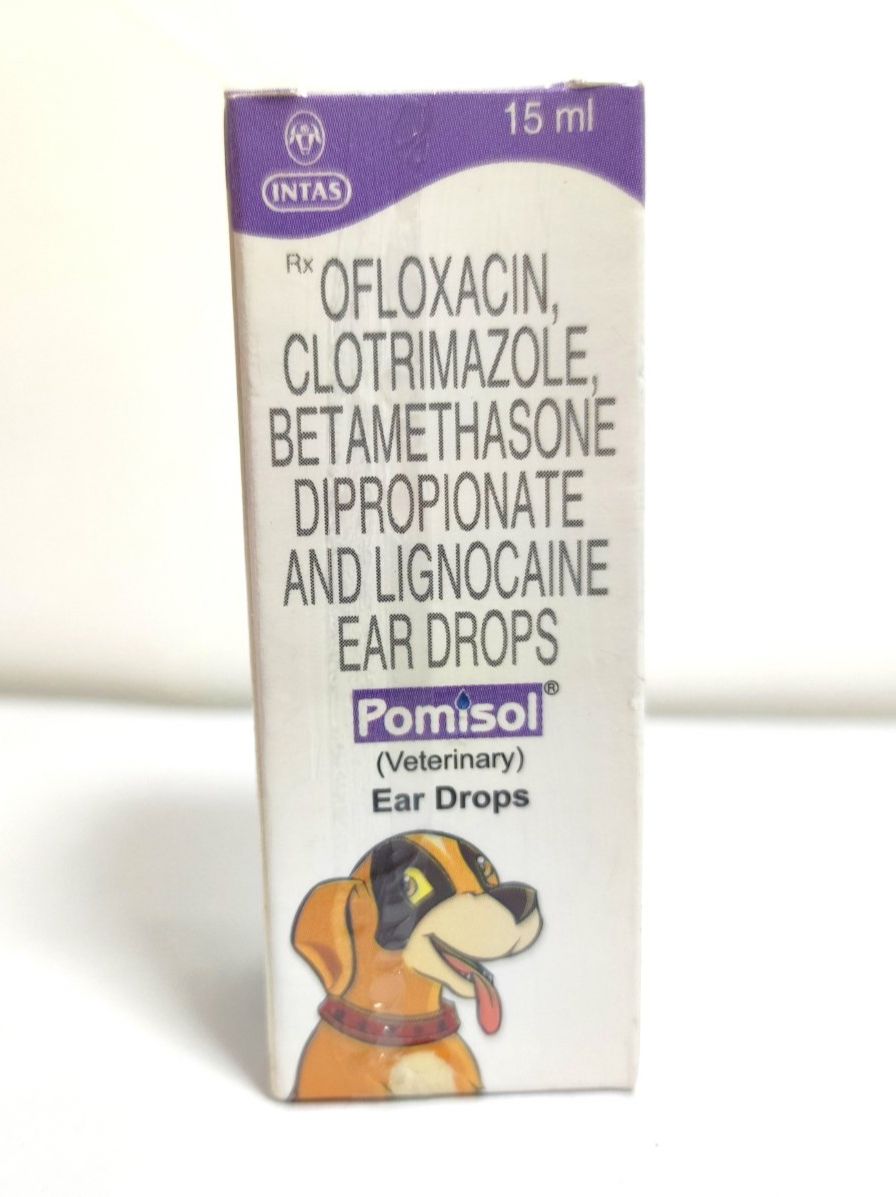 15 ml
INTAS
Rx OFLOXACIN,
CLOTRIMAZOLE,
BETAMETHASONE
DIPROPIONATE
AND LIGNOCAINE
EAR DROPS
Pomisol®
(Veterinary)
Ear Drops